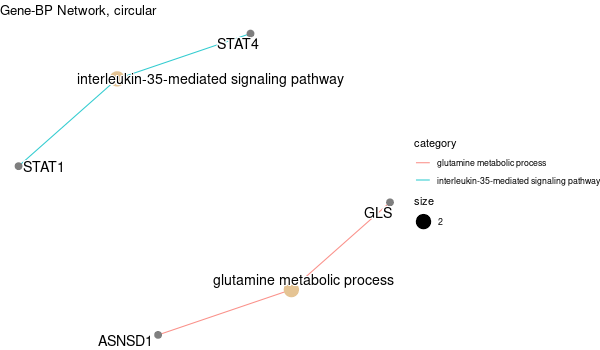 Gene-BP Network, circular
STAT4
interleukin-35-mediated signaling pathway
STAT1
category
glutamine metabolic process
interleukin-35-mediated signaling pathway
size
2
GLS
glutamine metabolic process
ASNSD1